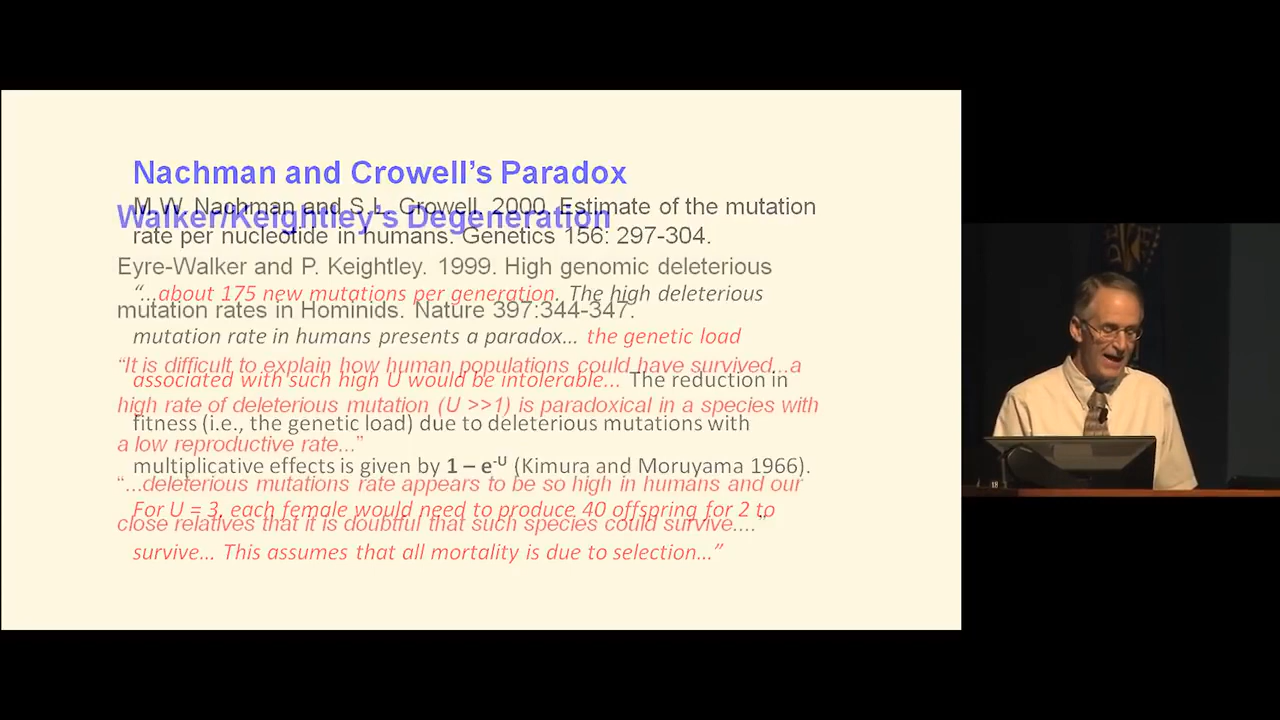 Nachman and Crowell's Paradox
M.W. Nachman and S.L. Crowell. 2000. Estimate of the mutation
Walker/Keightley's Degeneration
rate per nucleotide in humans. Genetics 156: 297-304.
Eyre-Walker and P. Keightley. 1999. High genomic deleterious
“...about 175 new mutations per generation. The high deleterious
mutation rates in Hominids. Nature 397:344-347.
mutation rate in humans presents a paradox... the genetic load
“It is difficult to explain how human populations could have survived...a
associated with such high U would be intolerable... The reduction in
high rate of deleterious mutation (U >>1) is paradoxical in a species with
fitness (i.e., the genetic load) due to deleterious mutations with
a low reproductive rate...”
multiplicative effects is given by 1 – e-U (Kimura and Moruyama 1966).
“...deleterious mutations rate appears to be so high in humans and our
For U = 3, each female would need to produce 40 offspring for 2 to
close relatives that it is doubtful that such species could survive....”
survive... This assumes that all mortality is due to selection...”